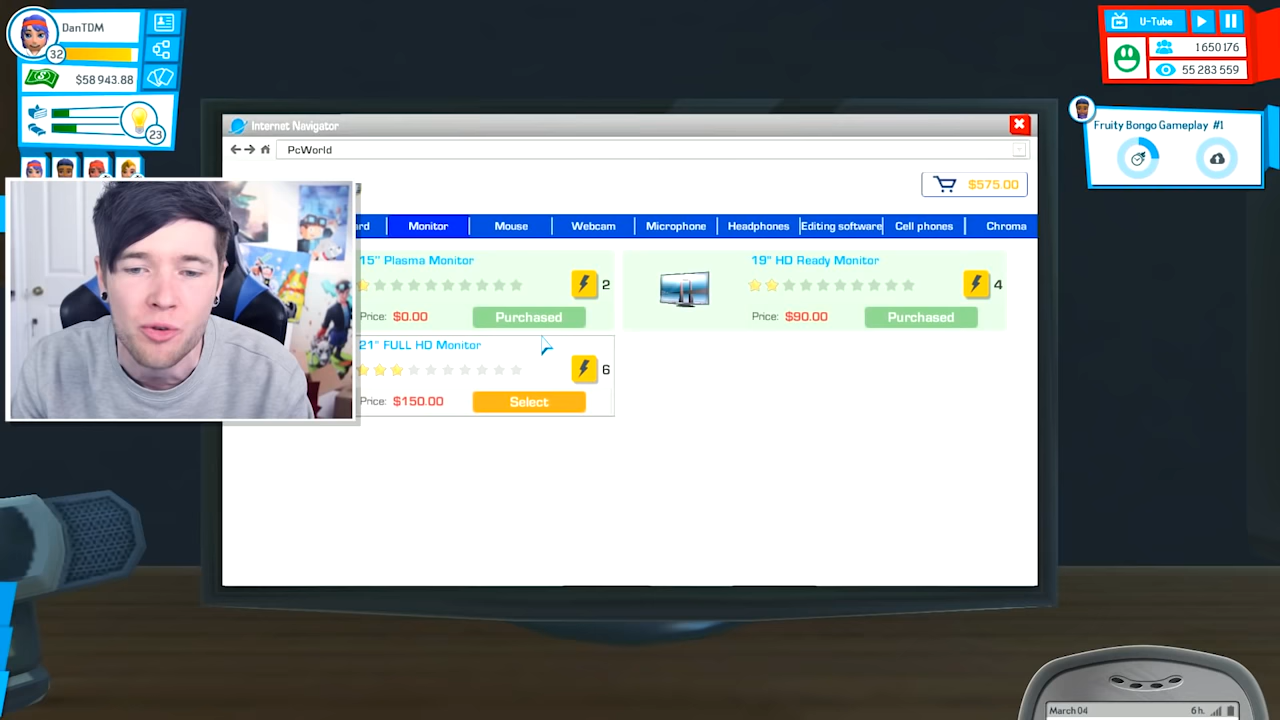 DanTDM
32
$58 943.88
23
U-Tube
1 650 176
55 283 559
Fruity Bongo Gameplay #1
Internet Navigator
PcWorld
$575.00
Monitor
Mouse
Webcam
Microphone
Headphones
Editing software
Cell phones
Chroma
15" Plasma Monitor
2
Price: $0.00
Purchased
19" HD Ready Monitor
4
Price: $90.00
Purchased
21" FULL HD Monitor
6
Price: $150.00
Select
March 04
6 h.